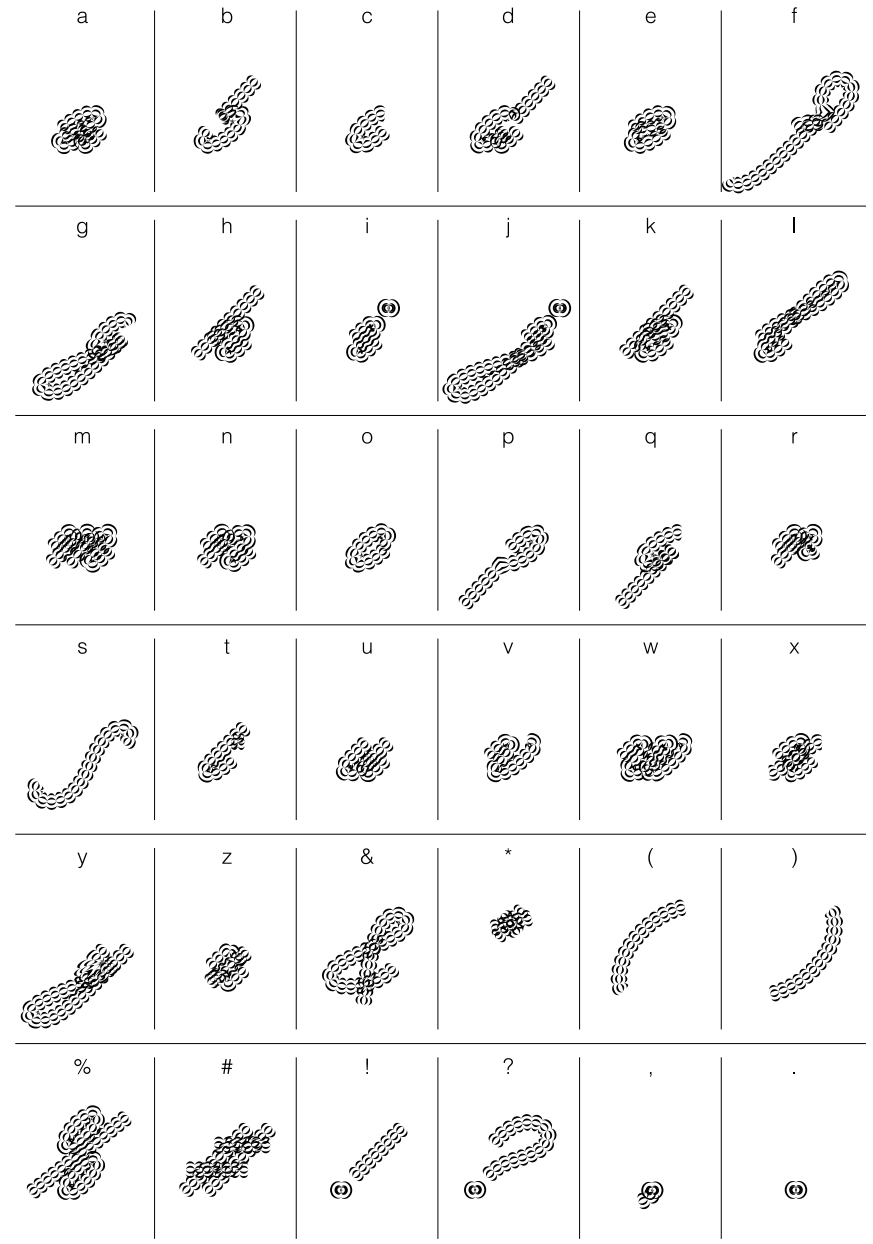 a b c d e f
g h i j k l
m n o p q r
s t u v w x
y z & * ( )
% # ! ? , .